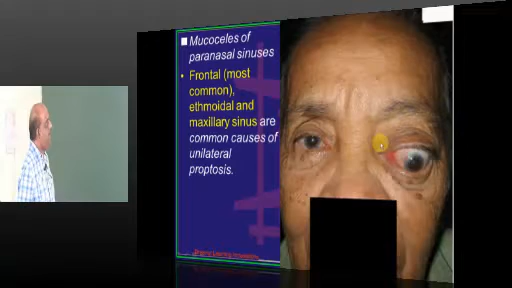 Mucoceles of
paranasal sinuses
Frontal (most
common),
ethmoidal and
maxillary sinus are
common causes of
unilateral
proptosis.